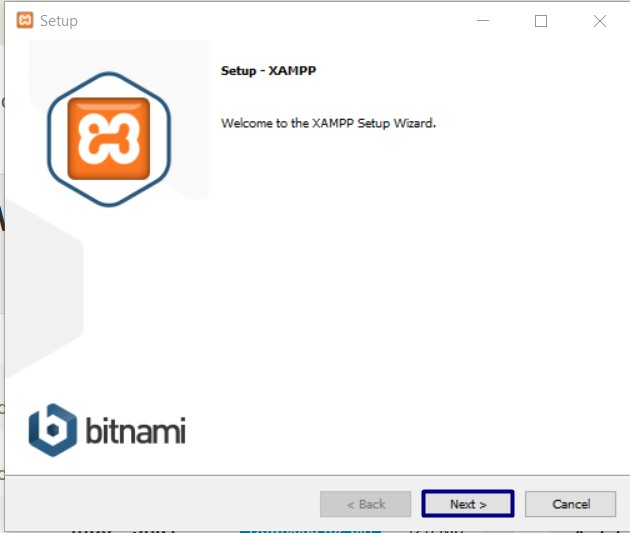 Setup
Setup - XAMPP
Welcome to the XAMPP Setup Wizard.
bitnami
< Back
Next >
Cancel